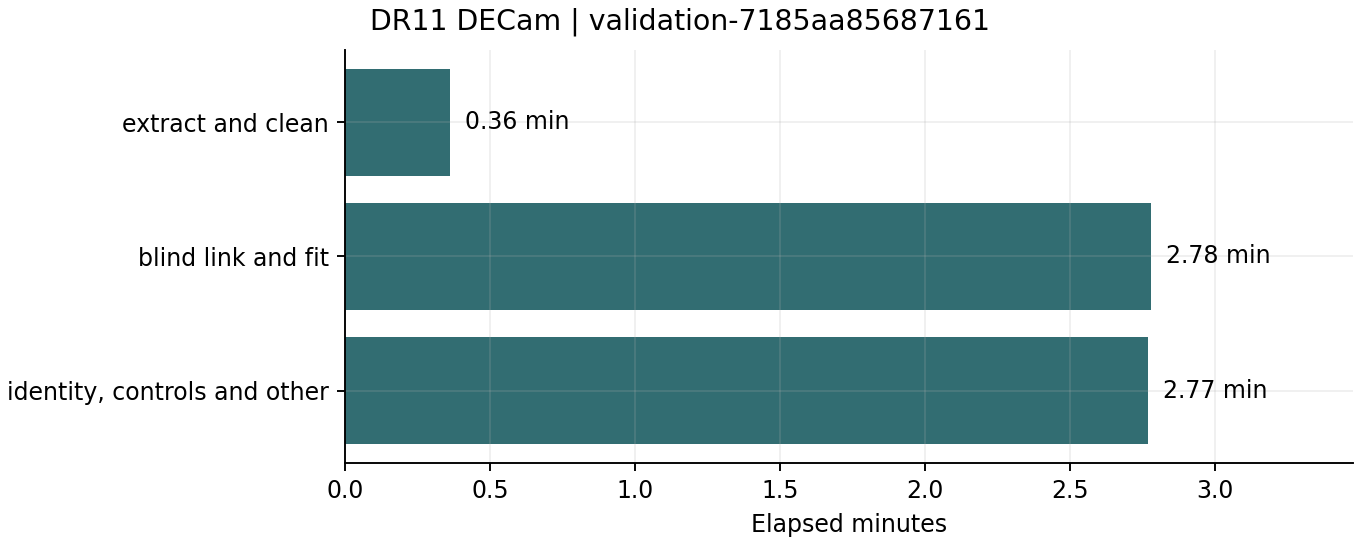 DR11 DECam | validation-7185aa85687161
extract and clean
0.36 min
blind link and fit
2.78 min
identity, controls and other
2.77 min
0.0 0.5 1.0 1.5 2.0 2.5 3.0
Elapsed minutes